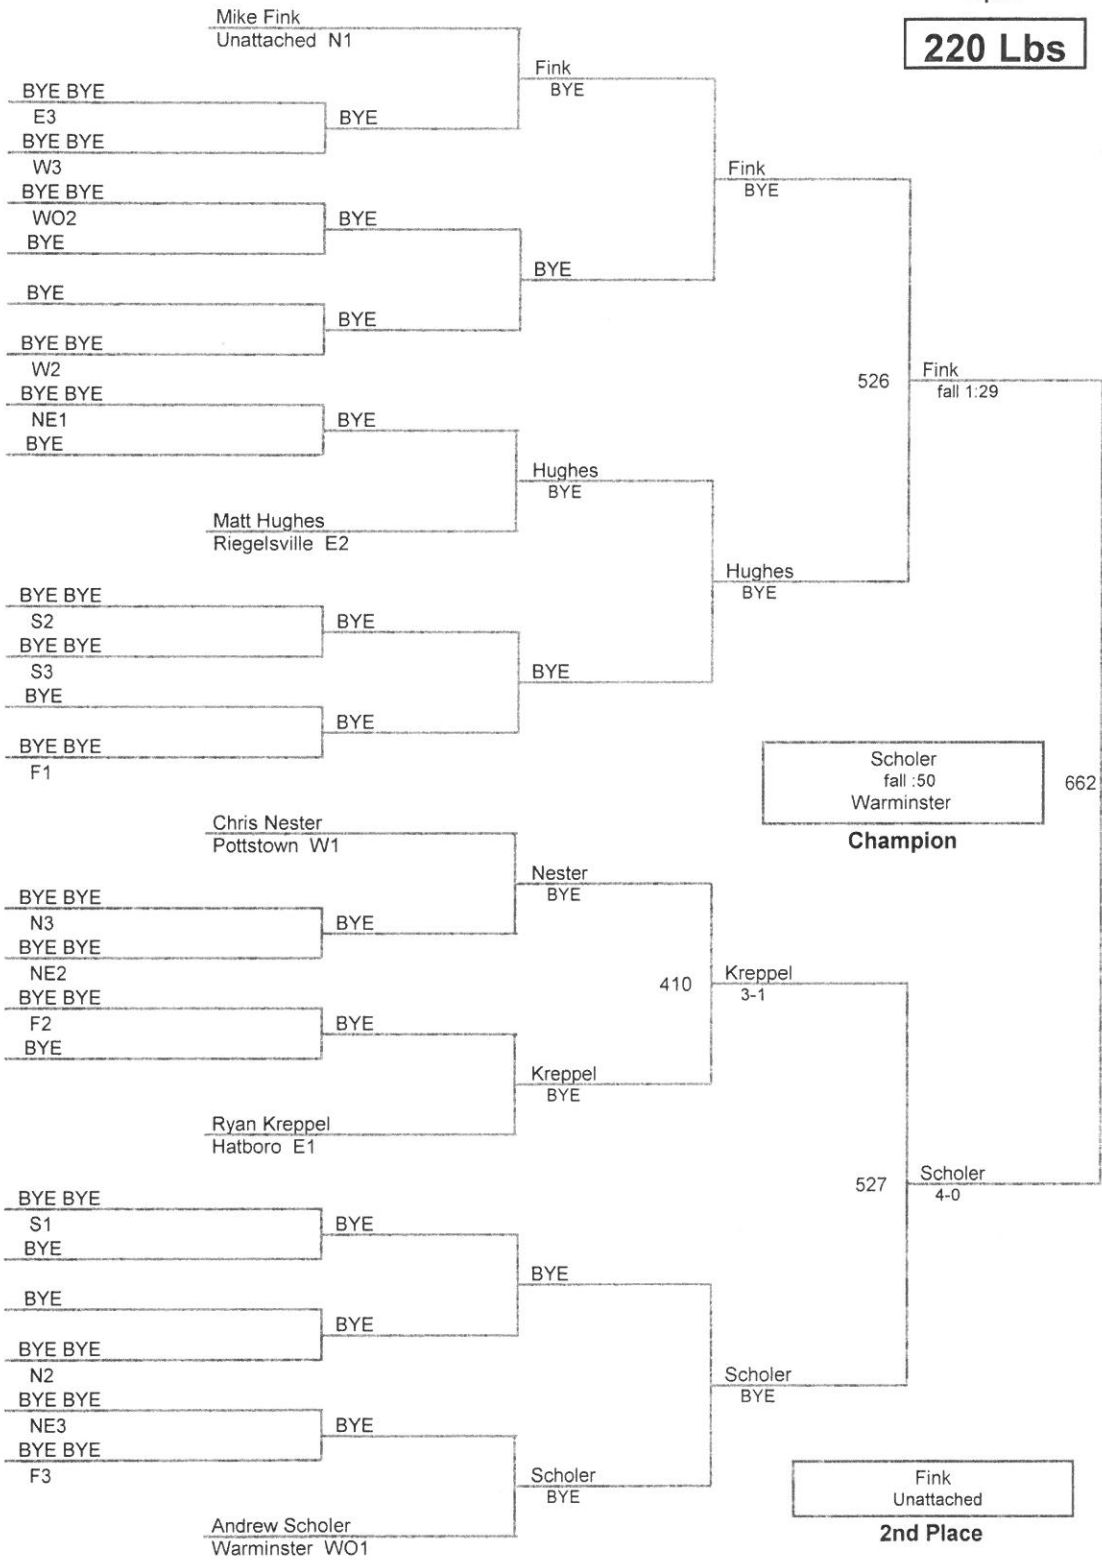 220 Lbs
Mike Fink
Unattached N1
Fink
BYE
BYE BYE
E3
BYE
BYE BYE
W3
Fink
BYE
BYE BYE
WO2
BYE
BYE
BYE
BYE
BYE
BYE BYE
W2
526
Fink
fall 1:29
BYE BYE
NE1
BYE
BYE
Hughes
BYE
Matt Hughes
Riegelsville E2
Hughes
BYE
BYE BYE
S2
BYE
BYE BYE
S3
BYE
BYE
BYE
BYE BYE
F1
Scholer
fall :50
Warminster
662
Champion
Chris Nester
Pottstown W1
Nester
BYE
BYE BYE
N3
BYE
BYE BYE
NE2
410
Kreppel
3-1
BYE BYE
F2
BYE
BYE
Kreppel
BYE
Ryan Kreppel
Hatboro E1
527
Scholer
4-0
BYE BYE
S1
BYE
BYE
BYE
BYE
BYE
BYE BYE
N2
Scholer
BYE
BYE BYE
NE3
BYE
BYE BYE
F3
Scholer
BYE
Fink
Unattached
2nd Place
Andrew Scholer
Warminster WO1